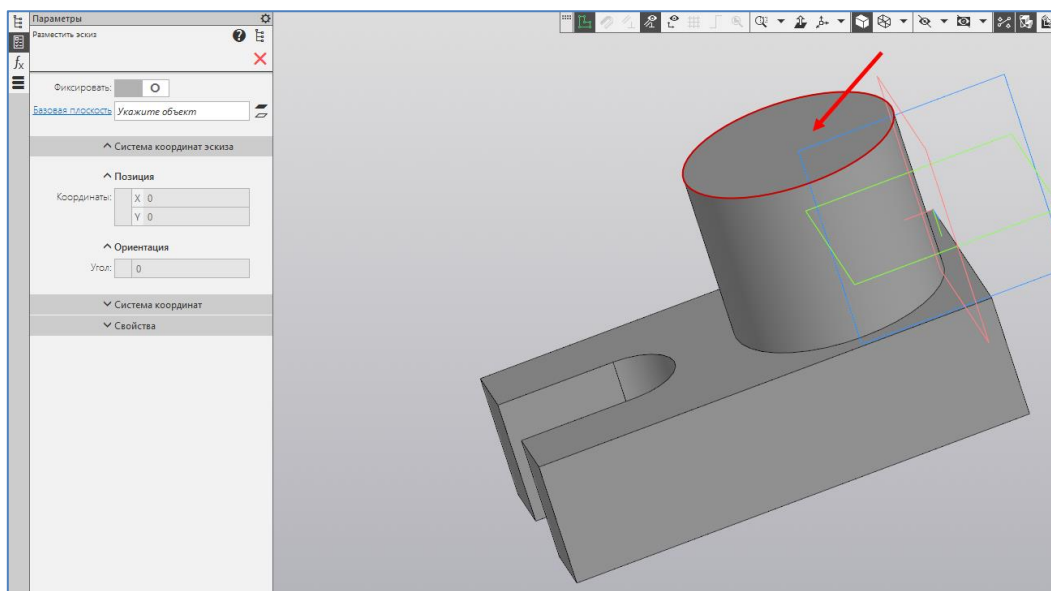 Параметры
Разместить эскиз
Фиксировать:
Базовая плоскость Укажите объект
Система координат эскиза
Позиция
Координаты: X 0
Y 0
Ориентация
Угол: 0
Система координат
Свойства